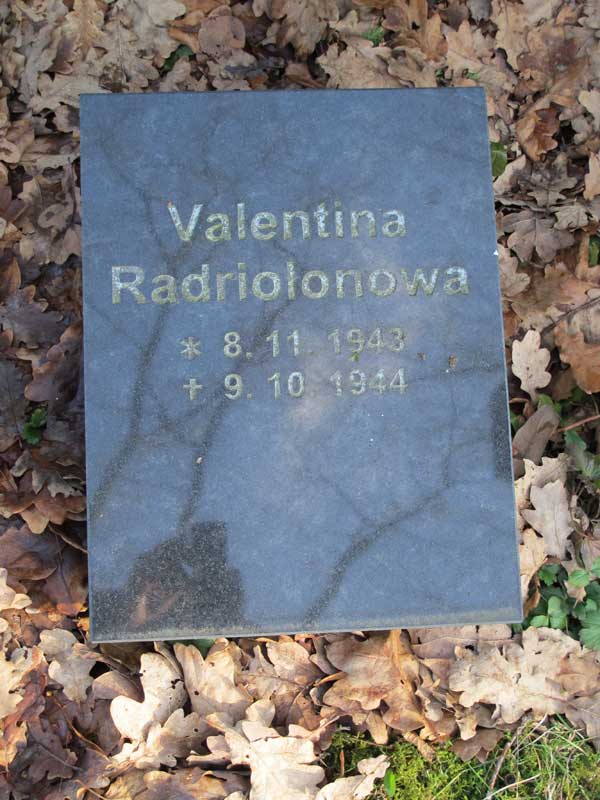 Valentina
Radriolonowa
* 8. 11. 1943
† 9. 10. 1944